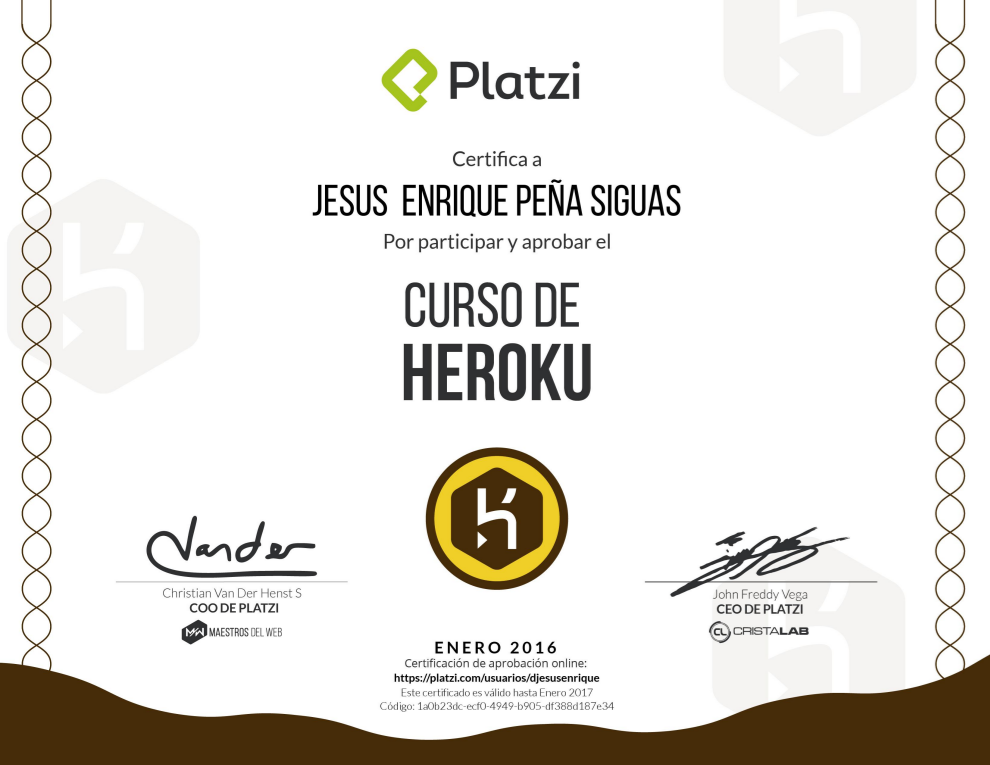 Platzi
Certifica a
JESUS ENRIQUE PEÑA SIGUAS
Por participar y aprobar el
CURSO DE
HEROKU
Vander
Christian Van Der Henst S
COO DE PLATZI
MAESTROS DEL WEB
John Freddy Vega
CEO DE PLATZI
CL CRISTALAB
ENERO 2016
Certificación de aprobación online:
https://platzi.com/usuarios/djesusenrique
Este certificado es válido hasta Enero 2017
Código: 1a0b23dc-ecf0-4949-b905-df388d187e34